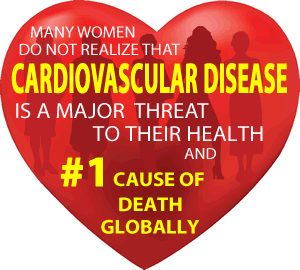 MANY WOMEN
DO NOT REALIZE THAT
CARDIOVASCULAR DISEASE
IS A MAJOR THREAT
TO THEIR HEALTH
AND
#1 CAUSE OF
DEATH
GLOBALLY